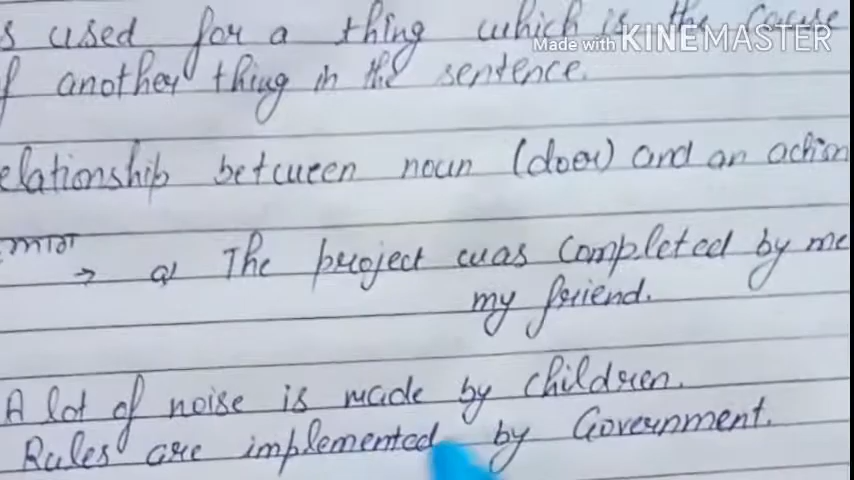 s used for a thing which is the cause
Made with KINEMASTER
f another thing in the sentence.
elationship between noun (doer) and an action
→ a) The project was completed by me
my friend.
A lot of noise is made by children.
Rules are implemented by Government.